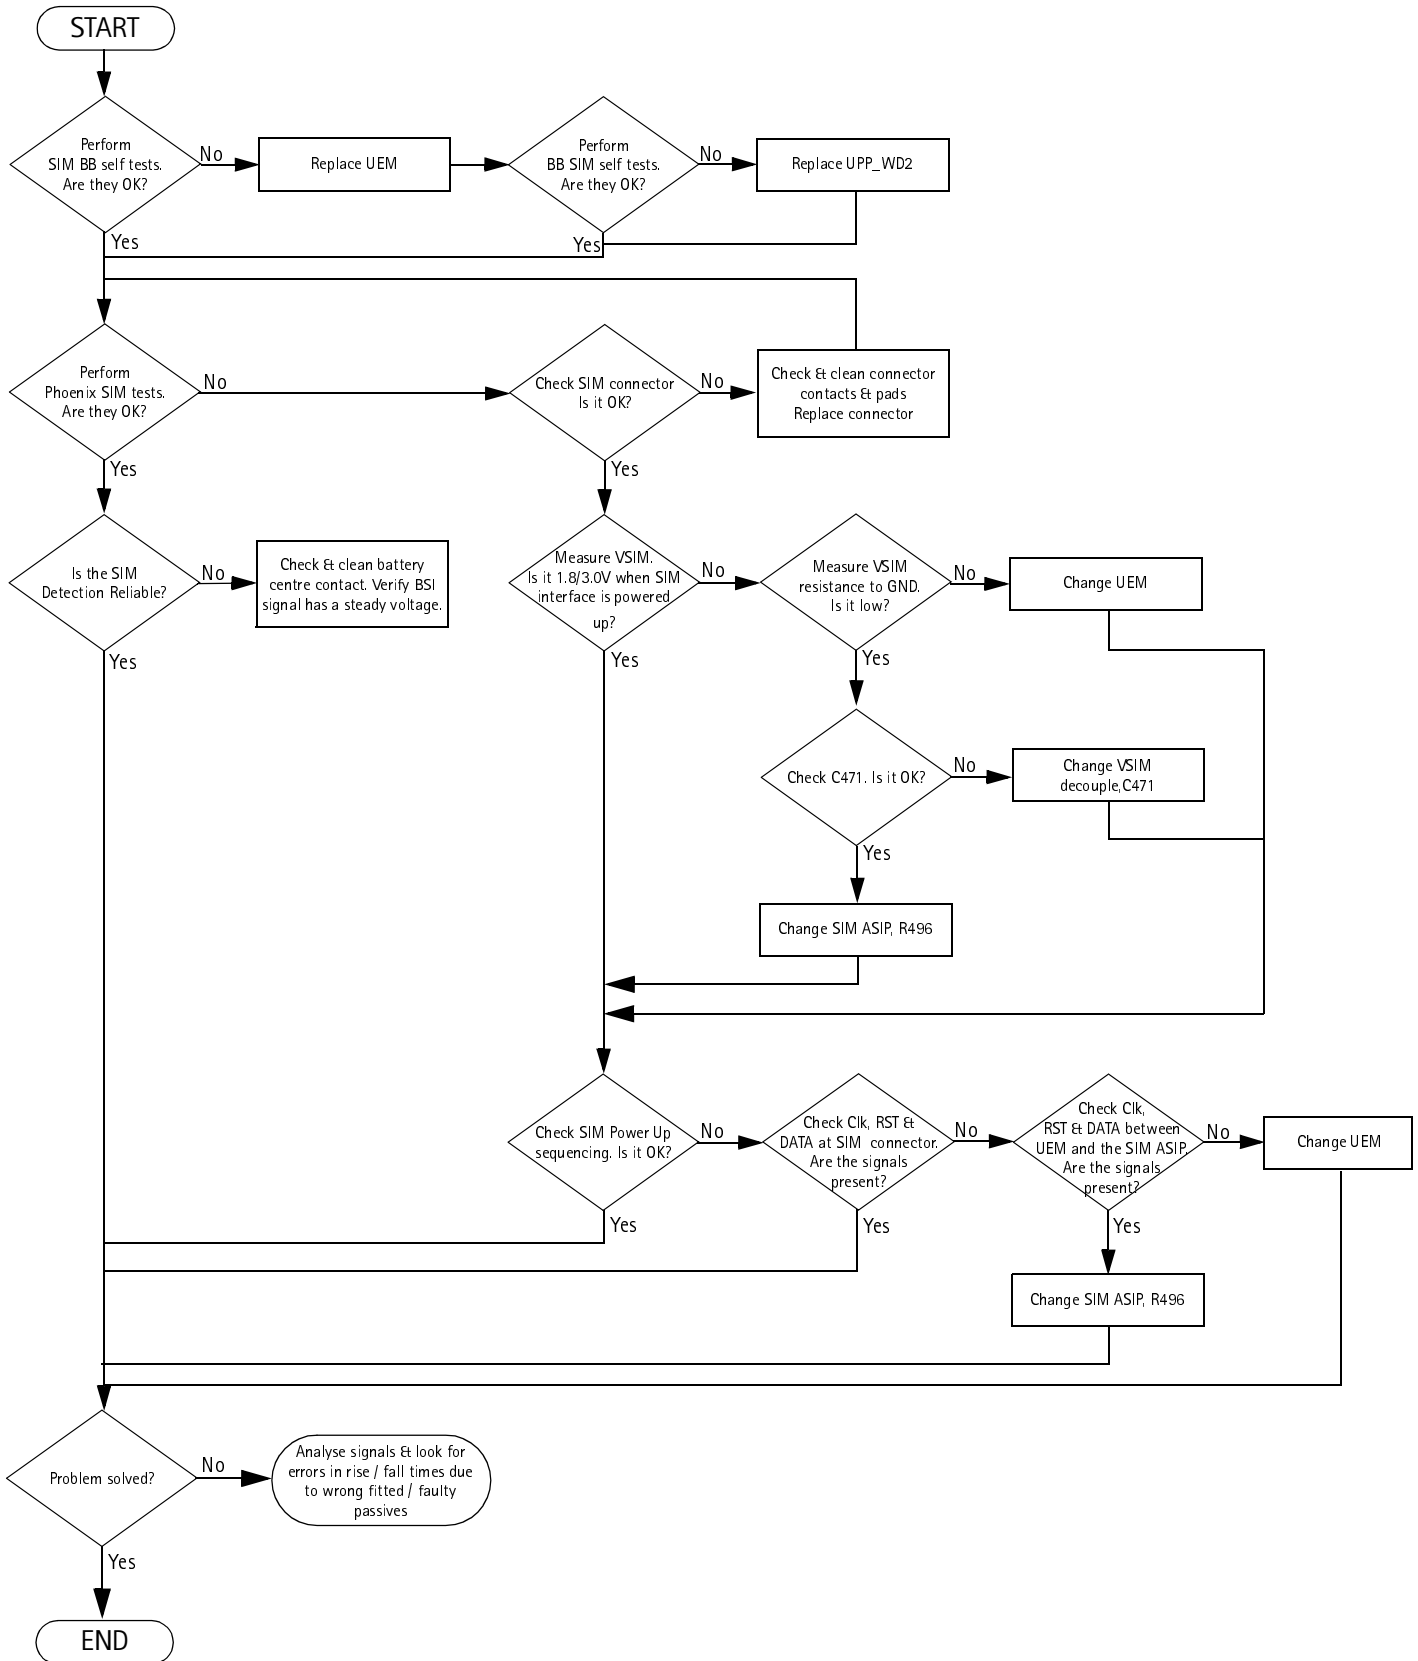 START
Perform
SIM BB self tests.
Are they OK?
No
Replace UEM
Perform
BB SIM self tests.
Are they OK?
No
Replace UPP_WD2
Yes
Yes
Perform
Phoenix SIM tests.
Are they OK?
No
Check SIM connector
Is it OK?
No
Check & clean connector
contacts & pads
Replace connector
Yes
Yes
Is the SIM
Detection Reliable?
No
Check & clean battery
centre contact. Verify BSI
signal has a steady voltage.
Measure VSIM.
Is it 1.8/3.0V when SIM
interface is powered
up?
No
Measure VSIM
resistance to GND.
Is it low?
No
Change UEM
Yes
Yes
Yes
Check C471. Is it OK?
No
Change VSIM
decouple,C471
Yes
Change SIM ASIP, R496
Check SIM Power Up
sequencing. Is it OK?
No
Check Clk, RST &
DATA at SIM connector.
Are the signals
present?
No
Check Clk,
RST & DATA between
UEM and the SIM ASIP.
Are the signals
present?
No
Change UEM
Yes
Yes
Yes
Change SIM ASIP, R496
Problem solved?
No
Analyse signals & look for
errors in rise / fall times due
to wrong fitted / faulty
passives
Yes
END